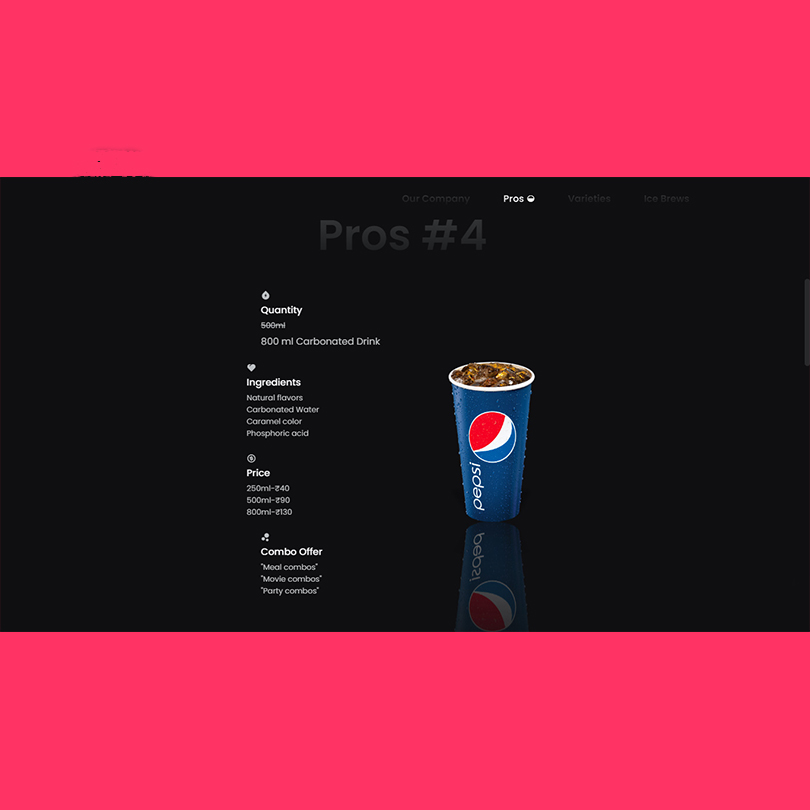 Our Company Pros Varieties Ice Brews
Pros #4
Quantity
500ml
800 ml Carbonated Drink
Ingredients
Natural flavors
Carbonated Water
Caramel color
Phosphoric acid
Price
250ml-₹40
500ml-₹90
800ml-₹130
Combo Offer
"Meal combos"
"Movie combos"
"Party combos"
pepsi
pepsi